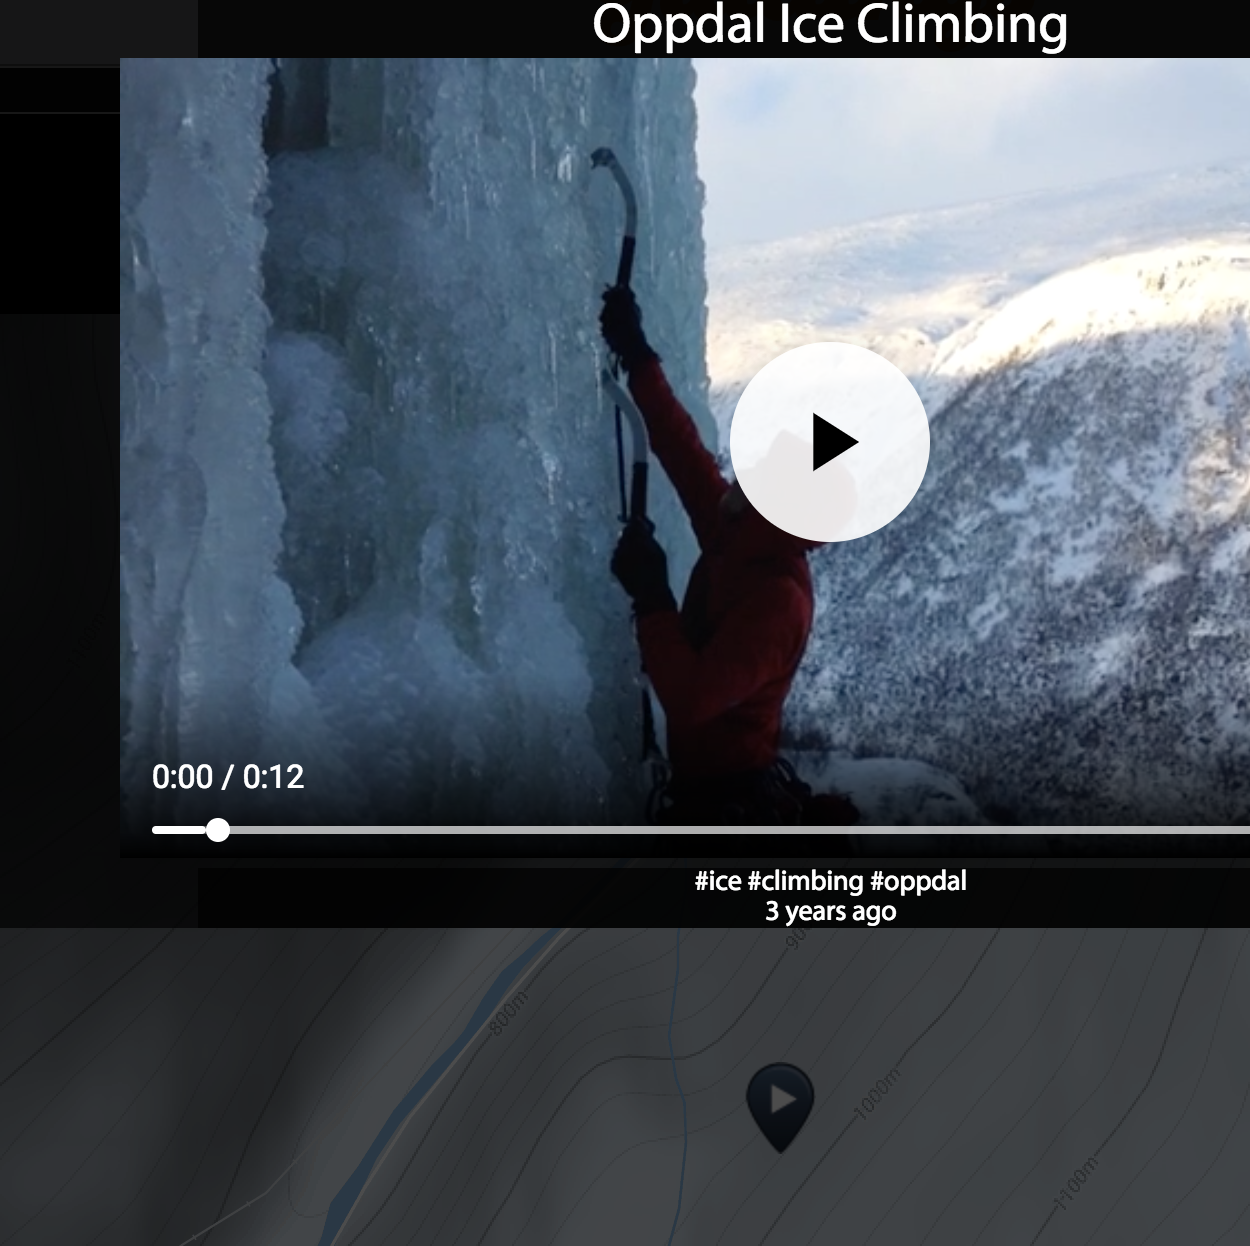 Oppdal Ice Climbing
0:00 / 0:12
#ice #climbing #oppdal
3 years ago
800m
1000m
1100m